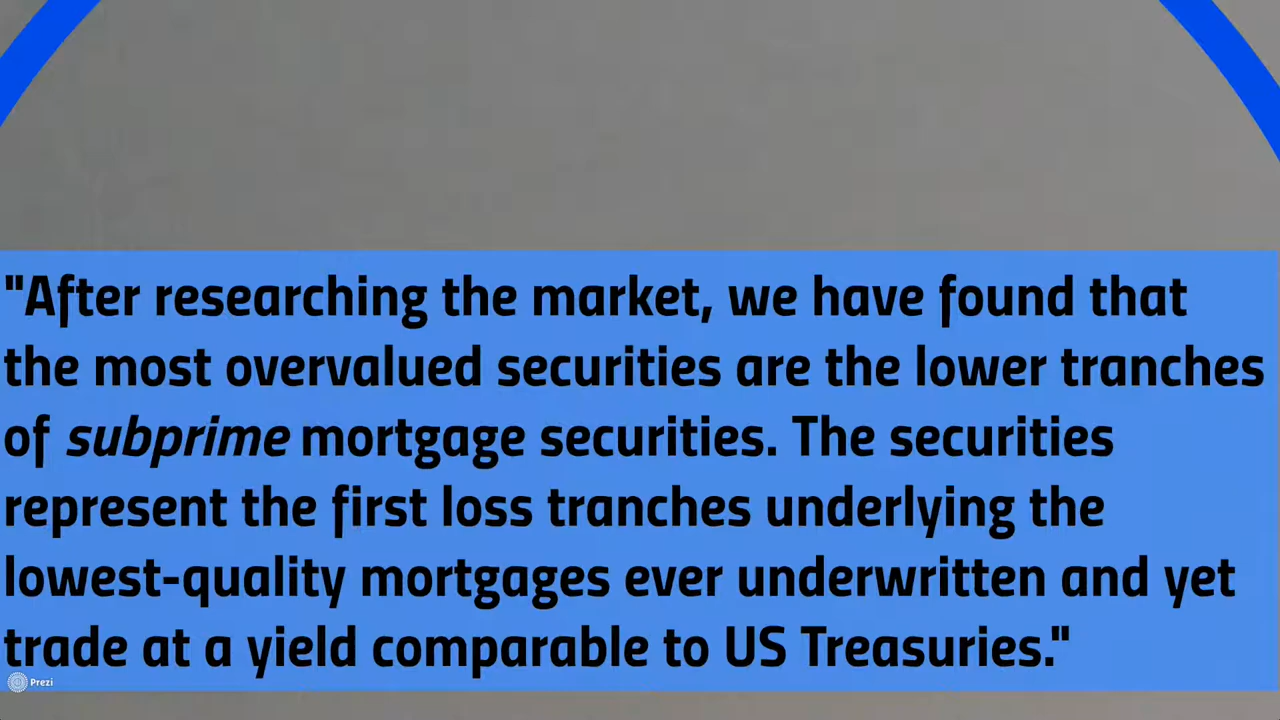 "After researching the market, we have found that
the most overvalued securities are the lower tranches
of subprime mortgage securities. The securities
represent the first loss tranches underlying the
lowest-quality mortgages ever underwritten and yet
trade at a yield comparable to US Treasuries."
Prezi